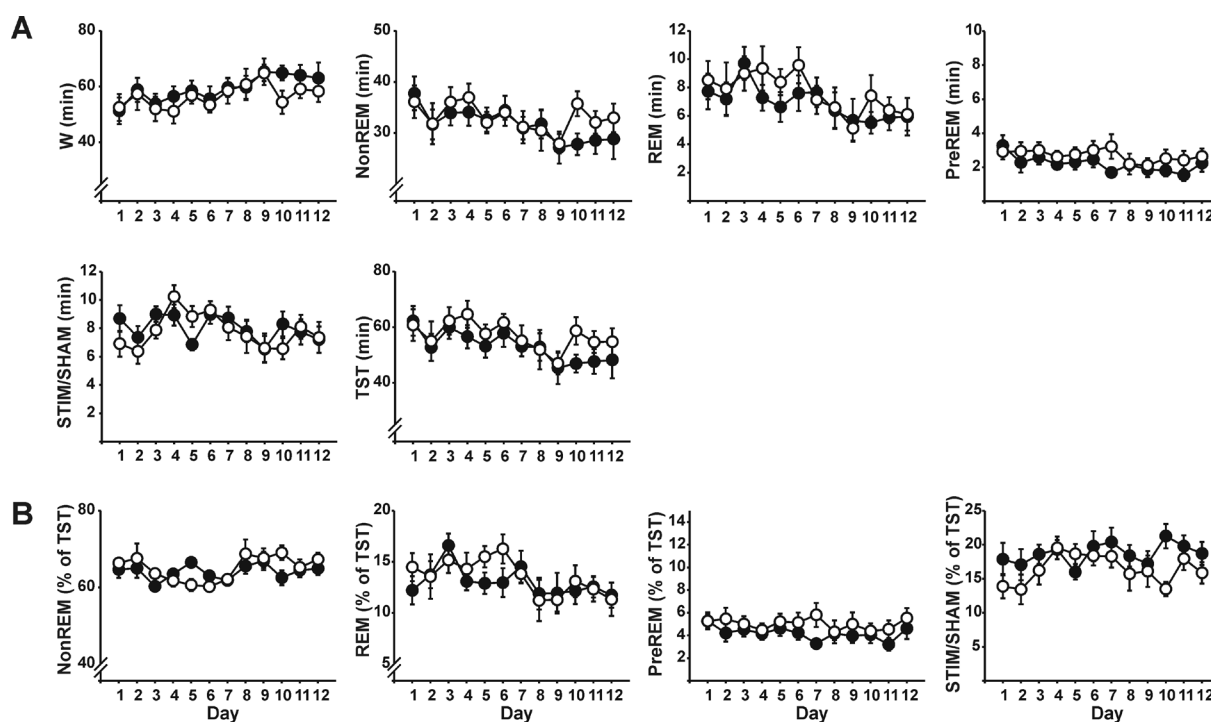 A
W (min)
80
60
40
1 2 3 4 5 6 7 8 9 10 11 12
NonREM (min)
50
40
30
1 2 3 4 5 6 7 8 9 10 11 12
REM (min)
12
10
8
6
4
2
1 2 3 4 5 6 7 8 9 10 11 12
PreREM (min)
10
8
6
4
2
1 2 3 4 5 6 7 8 9 10 11 12
STIM/SHAM (min)
12
10
8
6
4
2
1 2 3 4 5 6 7 8 9 10 11 12
TST (min)
80
60
40
1 2 3 4 5 6 7 8 9 10 11 12
B
NonREM (% of TST)
80
60
40
1 2 3 4 5 6 7 8 9 10 11 12
Day
REM (% of TST)
20
15
10
5
1 2 3 4 5 6 7 8 9 10 11 12
Day
PreREM (% of TST)
14
12
10
8
6
4
2
1 2 3 4 5 6 7 8 9 10 11 12
Day
STIM/SHAM (% of TST)
25
20
15
10
5
1 2 3 4 5 6 7 8 9 10 11 12
Day